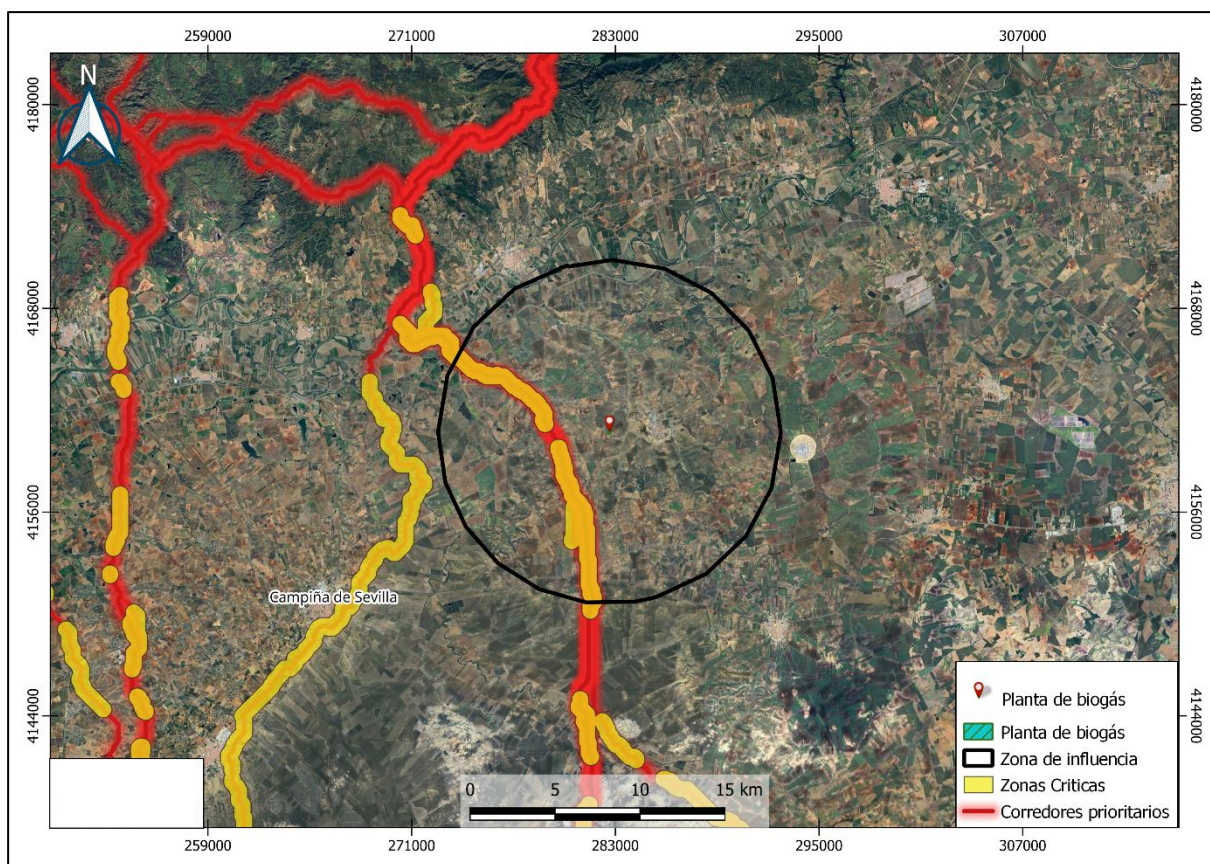 259000 271000 283000 295000 307000
N
4180000 4180000
4168000 4168000
4156000 4156000
Campiña de Sevilla
4144000 4144000
Planta de biogás
Planta de biogás
Zona de influencia
Zonas Criticas
Corredores prioritarios
0 5 10 15 km
259000 271000 283000 295000 307000